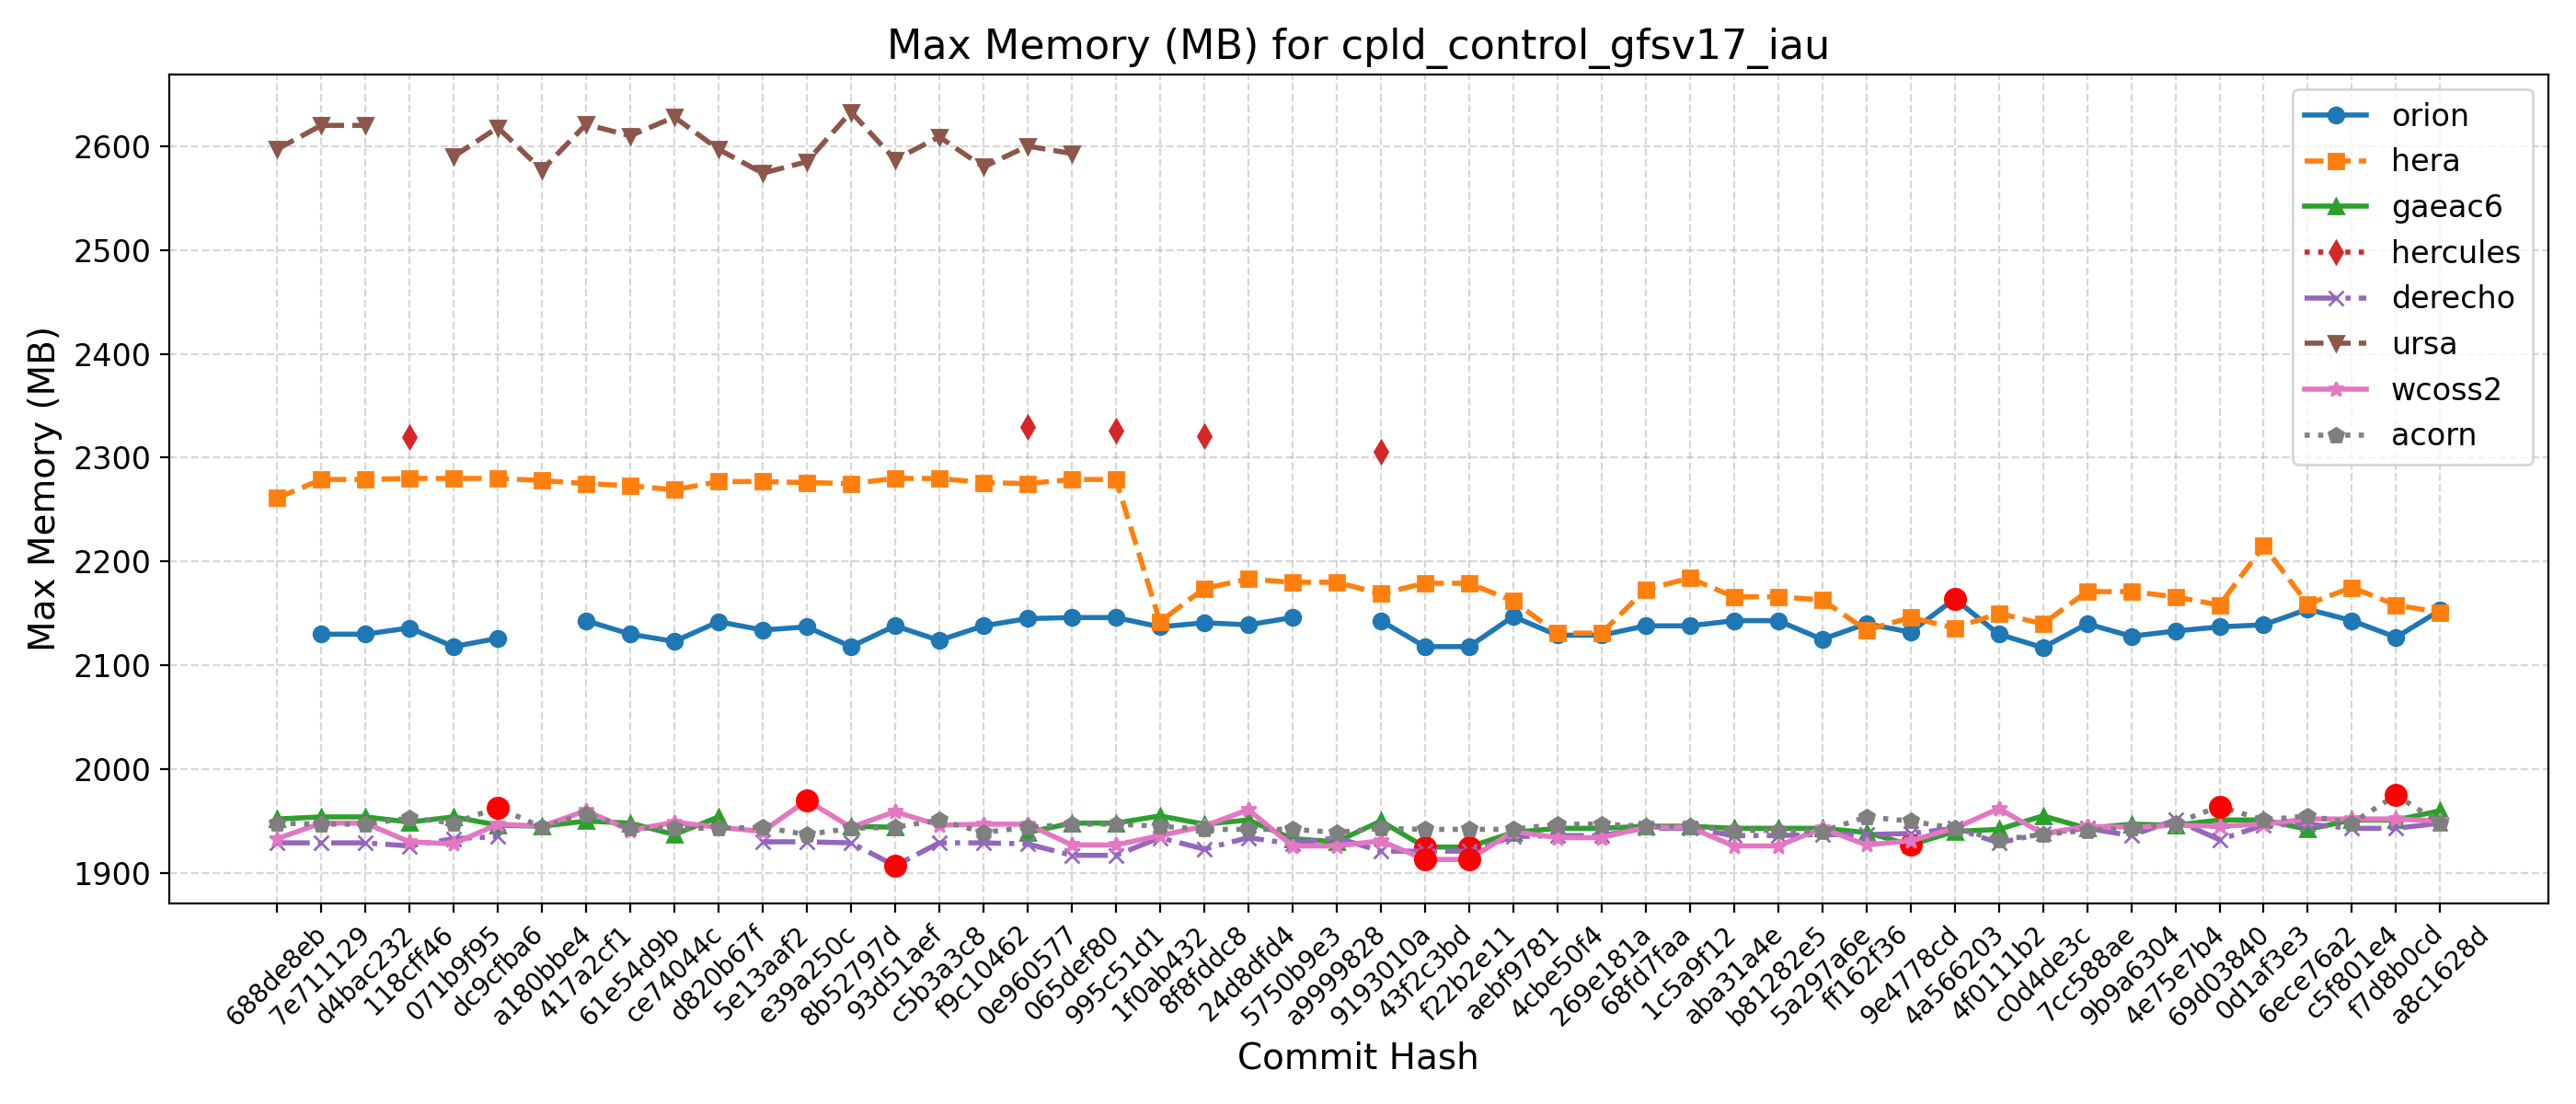 Max Memory (MB) for cpld_control_gfsv17_iau
Max Memory (MB)
2600
2500
2400
2300
2200
2100
2000
1900
orion
hera
gaeac6
hercules
derecho
ursa
wcoss2
acorn
688de8eb
7e711129
d4bac232
118cff46
071b9f95
dc9cfba6
a180bbe4
417a2cf1
61e54d9b
ce74044c
d820b67f
5e13aaf2
e39a250c
8b52797d
93d51aef
c5b3a3c8
f9c10462
0e960577
065def80
995c51d1
1f0ab432
8f8fddc8
24d8dfd4
5750b9e3
a9999828
9193010a
43f2c3bd
f22b2e11
aebf9781
4cbe50f4
269e181a
68fd7faa
1c5a9f12
aba31a4e
b81282e5
5a297a6e
ff162f36
9e4778cd
4a566203
4f0111b2
c0d4de3c
7cc588ae
9b9a6304
4e75e7b4
69d03840
0d1af3e3
6ece76a2
c5f801e4
f7d8b0cd
a8c1628d
Commit Hash